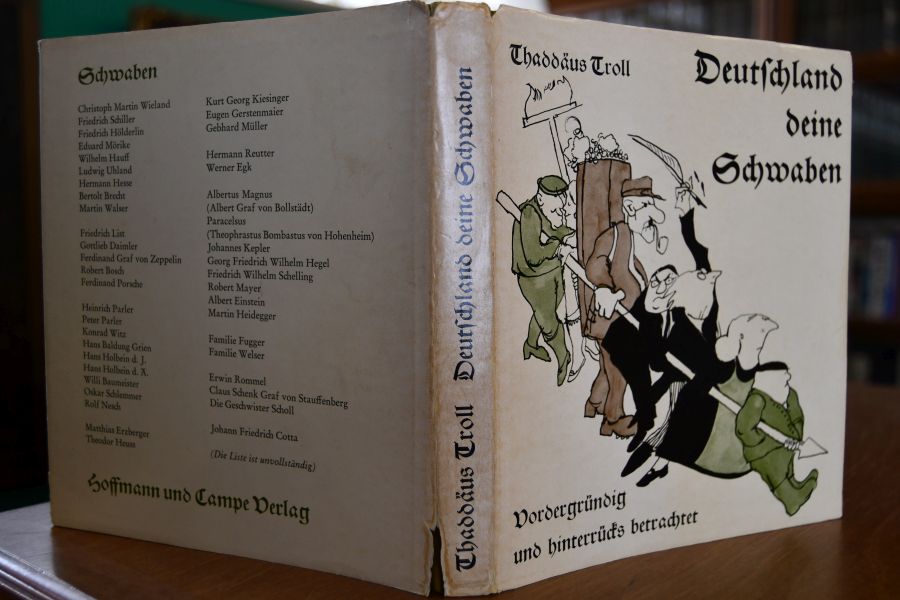 Schwaben
Christoph Martin Wieland
Friedrich Schiller
Friedrich Hölderlin
Eduard Mörike
Wilhelm Hauff
Ludwig Uhland
Hermann Hesse
Bertolt Brecht
Martin Walser
Friedrich List
Gottlieb Daimler
Ferdinand Graf von Zeppelin
Robert Bosch
Ferdinand Porsche
Heinrich Parler
Peter Parler
Konrad Witz
Hans Baldung Grien
Hans Holbein d. J.
Hans Holbein d. Ä.
Willi Baumeister
Oskar Schlemmer
Rolf Nesch
Matthias Erzberger
Theodor Heuss
Kurt Georg Kiesinger
Eugen Gerstenmaier
Gebhard Müller
Hermann Reutter
Werner Egk
Albertus Magnus
(Albert Graf von Bollstädt)
Paracelsus
(Theophrastus Bombastus von Hohenheim)
Johannes Kepler
Georg Friedrich Wilhelm Hegel
Friedrich Wilhelm Schelling
Robert Mayer
Albert Einstein
Martin Heidegger
Familie Fugger
Familie Welser
Erwin Rommel
Claus Schenk Graf von Stauffenberg
Die Geschwister Scholl
Johann Friedrich Cotta
(Die Liste ist unvollständig)
Hoffmann und Campe Verlag
Thaddäus Troll Deutschland deine Schwaben
Thaddäus Troll
Deutschland
deine
Schwaben
Vordergründig
und hinterrücks betrachtet